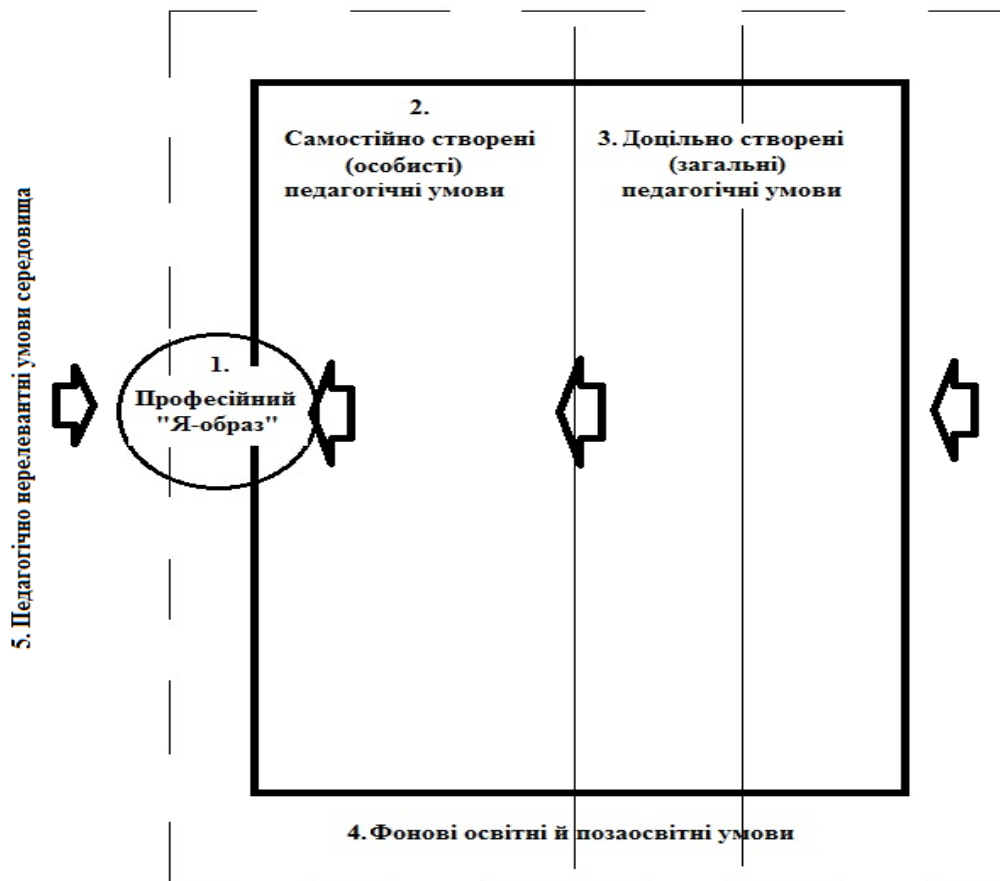 2.
Самостійно створені
(особисті)
педагогічні умови
3. Доцільно створені
(загальні)
педагогічні умови
5. Педагогічно нерелевантні умови середовища
1.
Професійний
"Я-образ"
4. Фонові освітні й позаосвітні умови